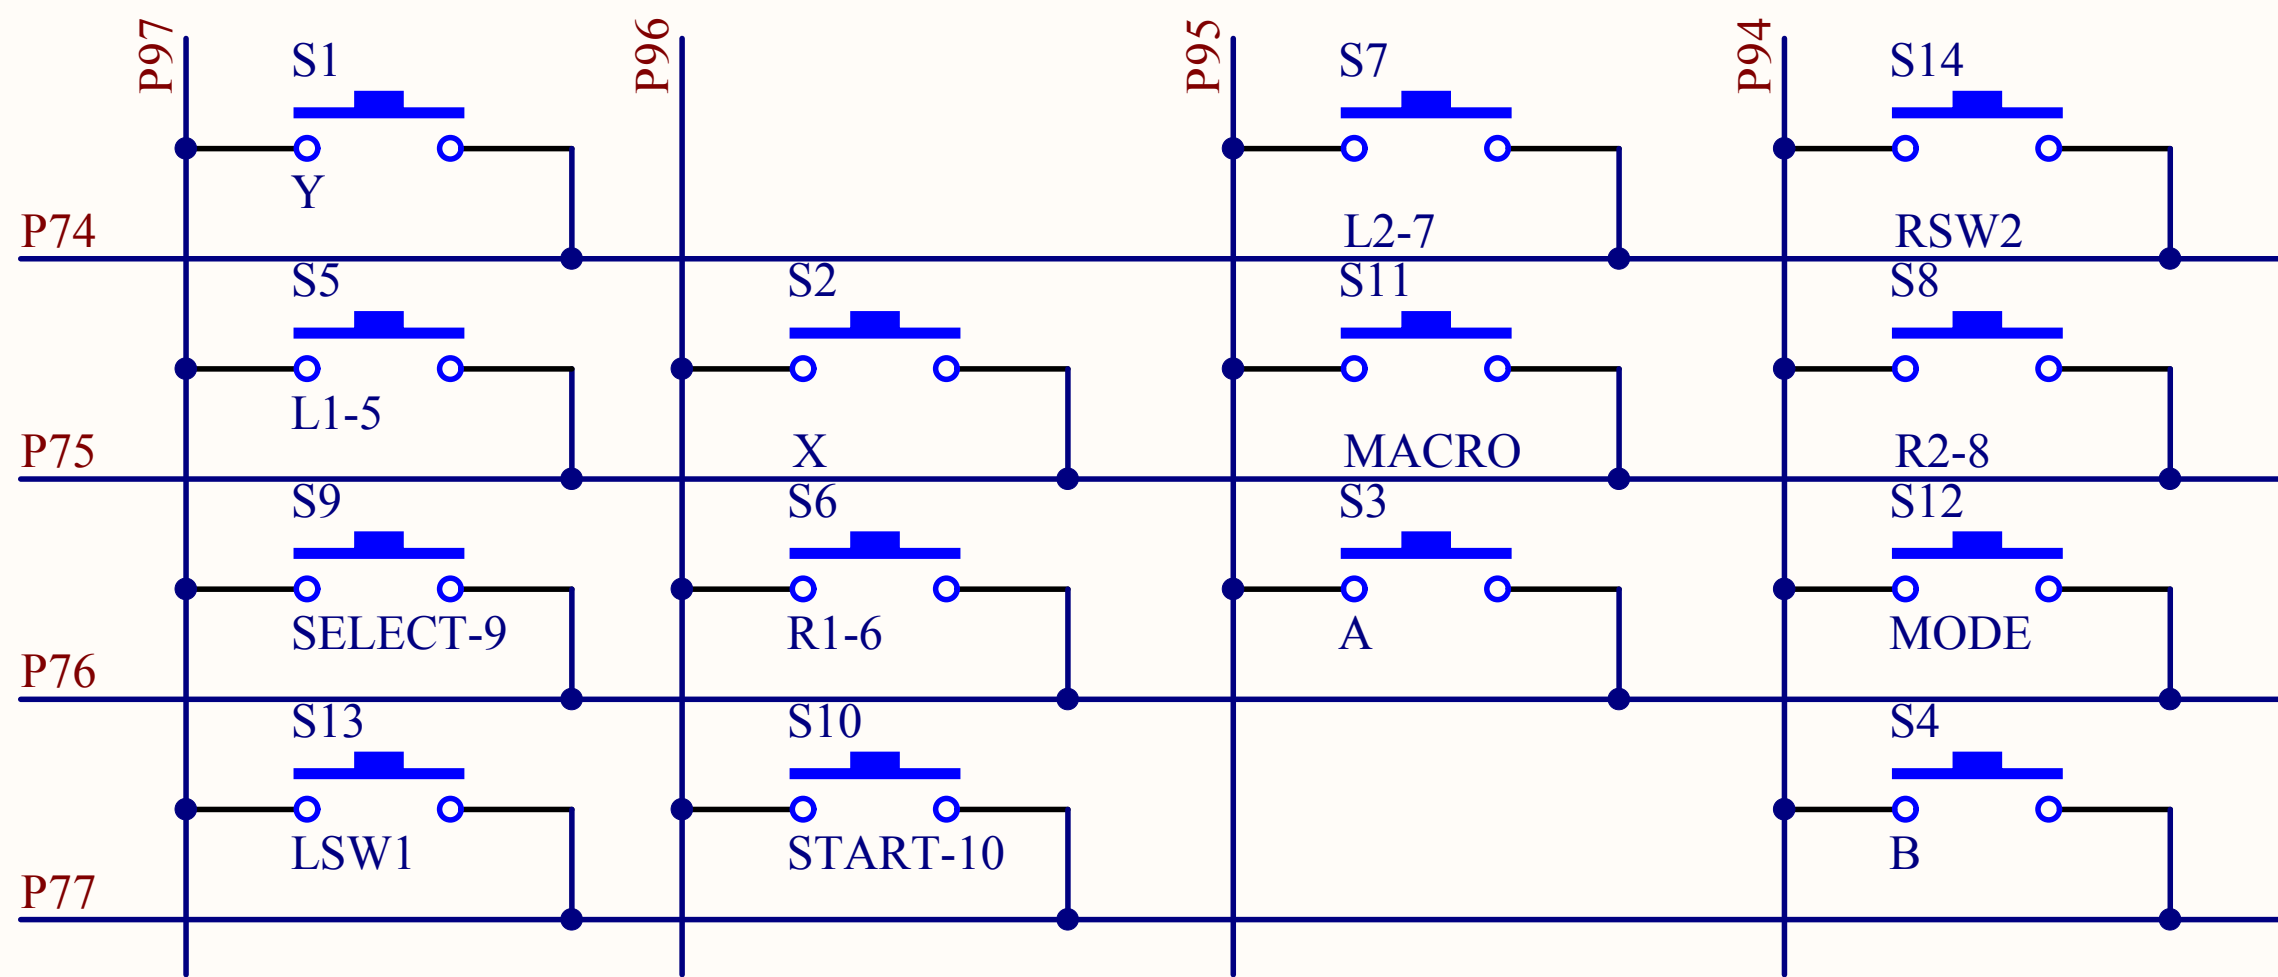 P97
P96
P95
P94
S1
S7
S14
Y
P74
L2-7
RSW2
S5
S2
S11
S8
L1-5
P75
X
MACRO
R2-8
S9
S6
S3
S12
SELECT-9
R1-6
A
MODE
P76
S13
S10
S4
LSW1
START-10
B
P77